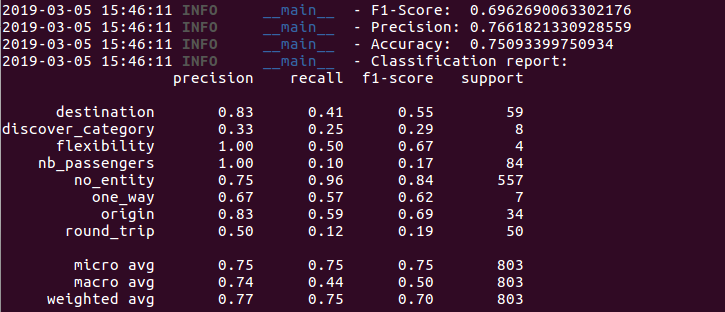 2019-03-05 15:46:11 INFO     __main__  - F1-Score:  0.6962690063302176
2019-03-05 15:46:11 INFO     __main__  - Precision: 0.7661821330928559
2019-03-05 15:46:11 INFO     __main__  - Accuracy:  0.75093399750934
2019-03-05 15:46:11 INFO     __main__  - Classification report:
precision    recall  f1-score   support
destination       0.83      0.41      0.55        59
discover_category       0.33      0.25      0.29         8
flexibility       1.00      0.50      0.67         4
nb_passengers       1.00      0.10      0.17        84
no_entity       0.75      0.96      0.84       557
one_way       0.67      0.57      0.62         7
origin       0.83      0.59      0.69        34
round_trip       0.50      0.12      0.19        50
micro avg       0.75      0.75      0.75       803
macro avg       0.74      0.44      0.50       803
weighted avg       0.77      0.75      0.70       803